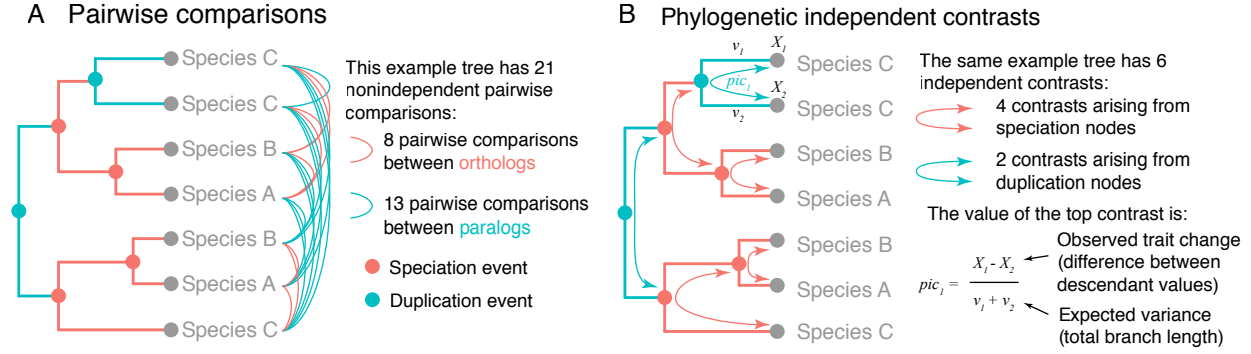 A Pairwise comparisons
Species C
Species C
Species B
Species A
Species B
Species A
Species C
This example tree has 21
nonindependent pairwise
comparisons:
8 pairwise comparisons
between orthologs
13 pairwise comparisons
between paralogs
Speciation event
Duplication event
B Phylogenetic independent contrasts
v1
X1
pic1
X2
v2
Species C
Species C
Species B
Species A
Species B
Species A
Species C
The same example tree has 6
independent contrasts:
4 contrasts arising from
speciation nodes
2 contrasts arising from
duplication nodes
The value of the top contrast is:
pic1 =
X1 - X2
v1 + v2
Observed trait change
(difference between
descendant values)
Expected variance
(total branch length)